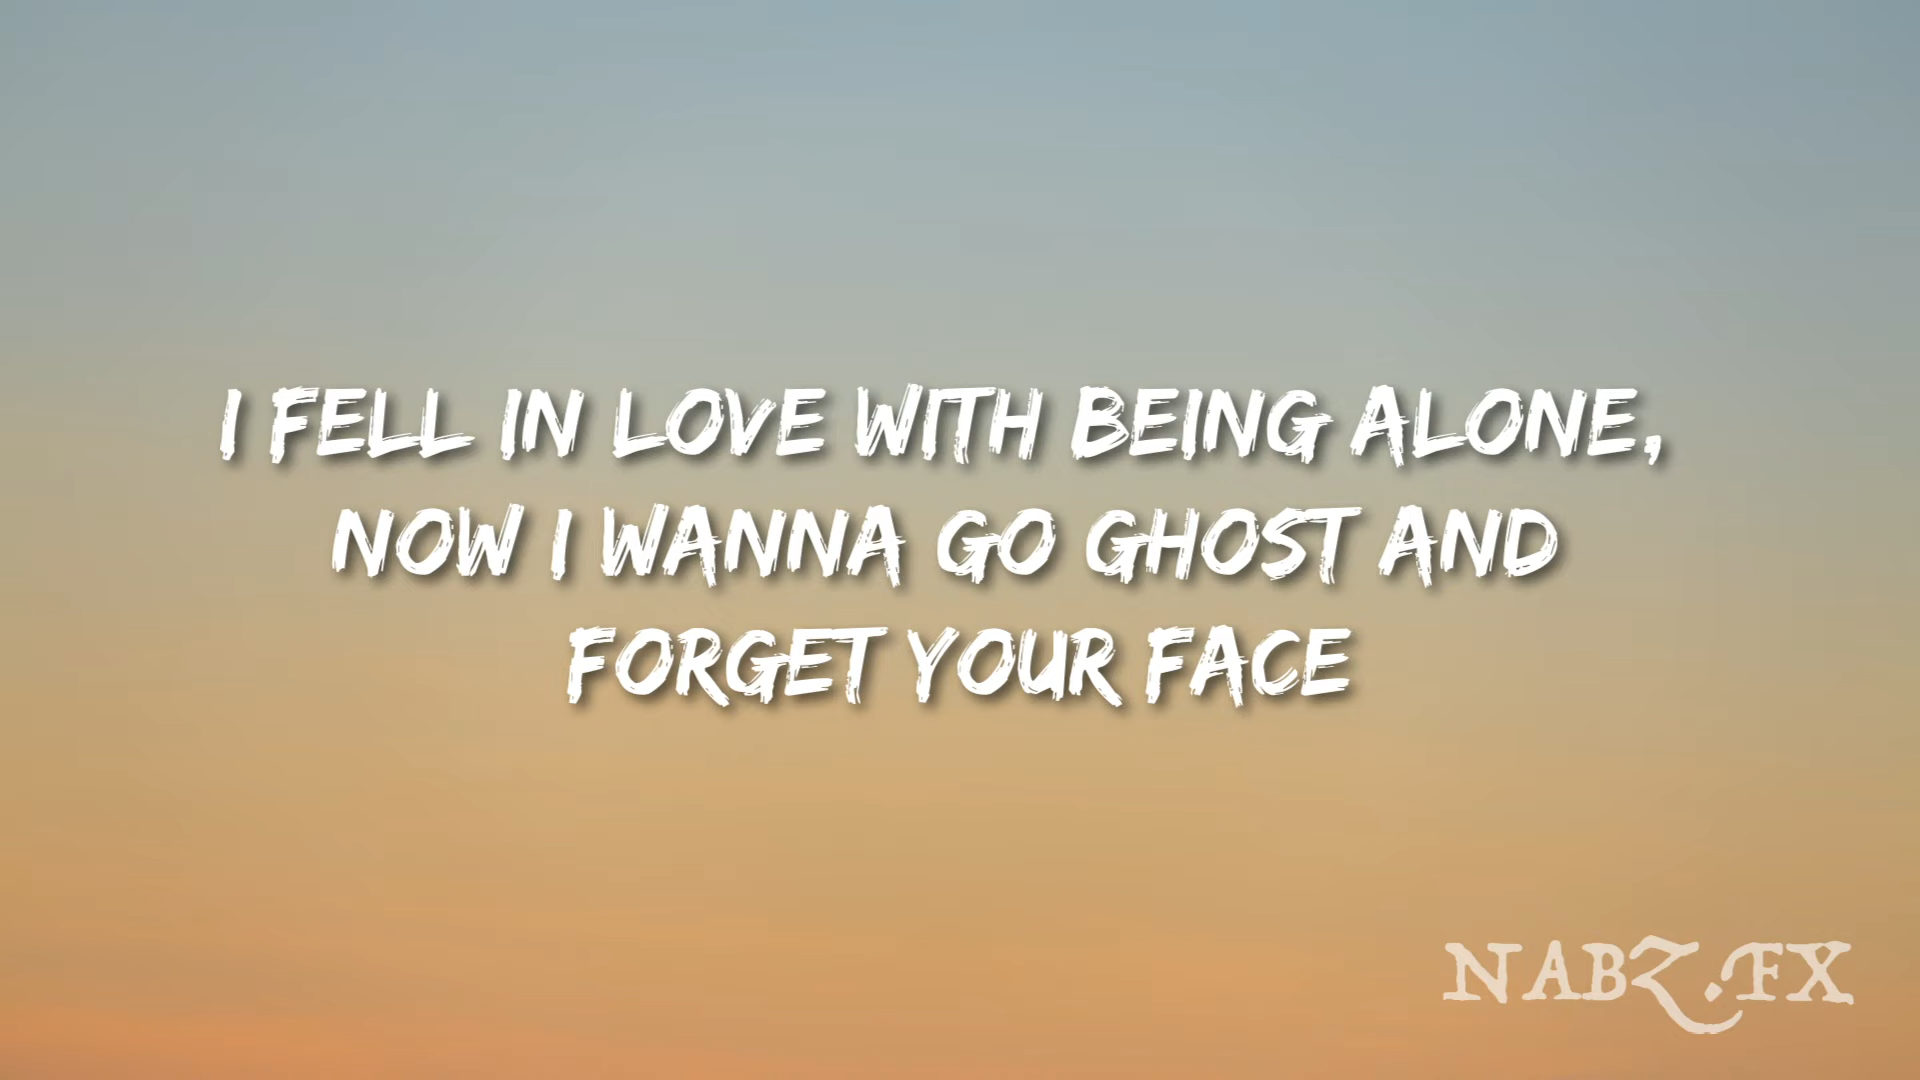 I FELL IN LOVE WITH BEING ALONE,
NOW I WANNA GO GHOST AND
FORGET YOUR FACE
NABZ.FX